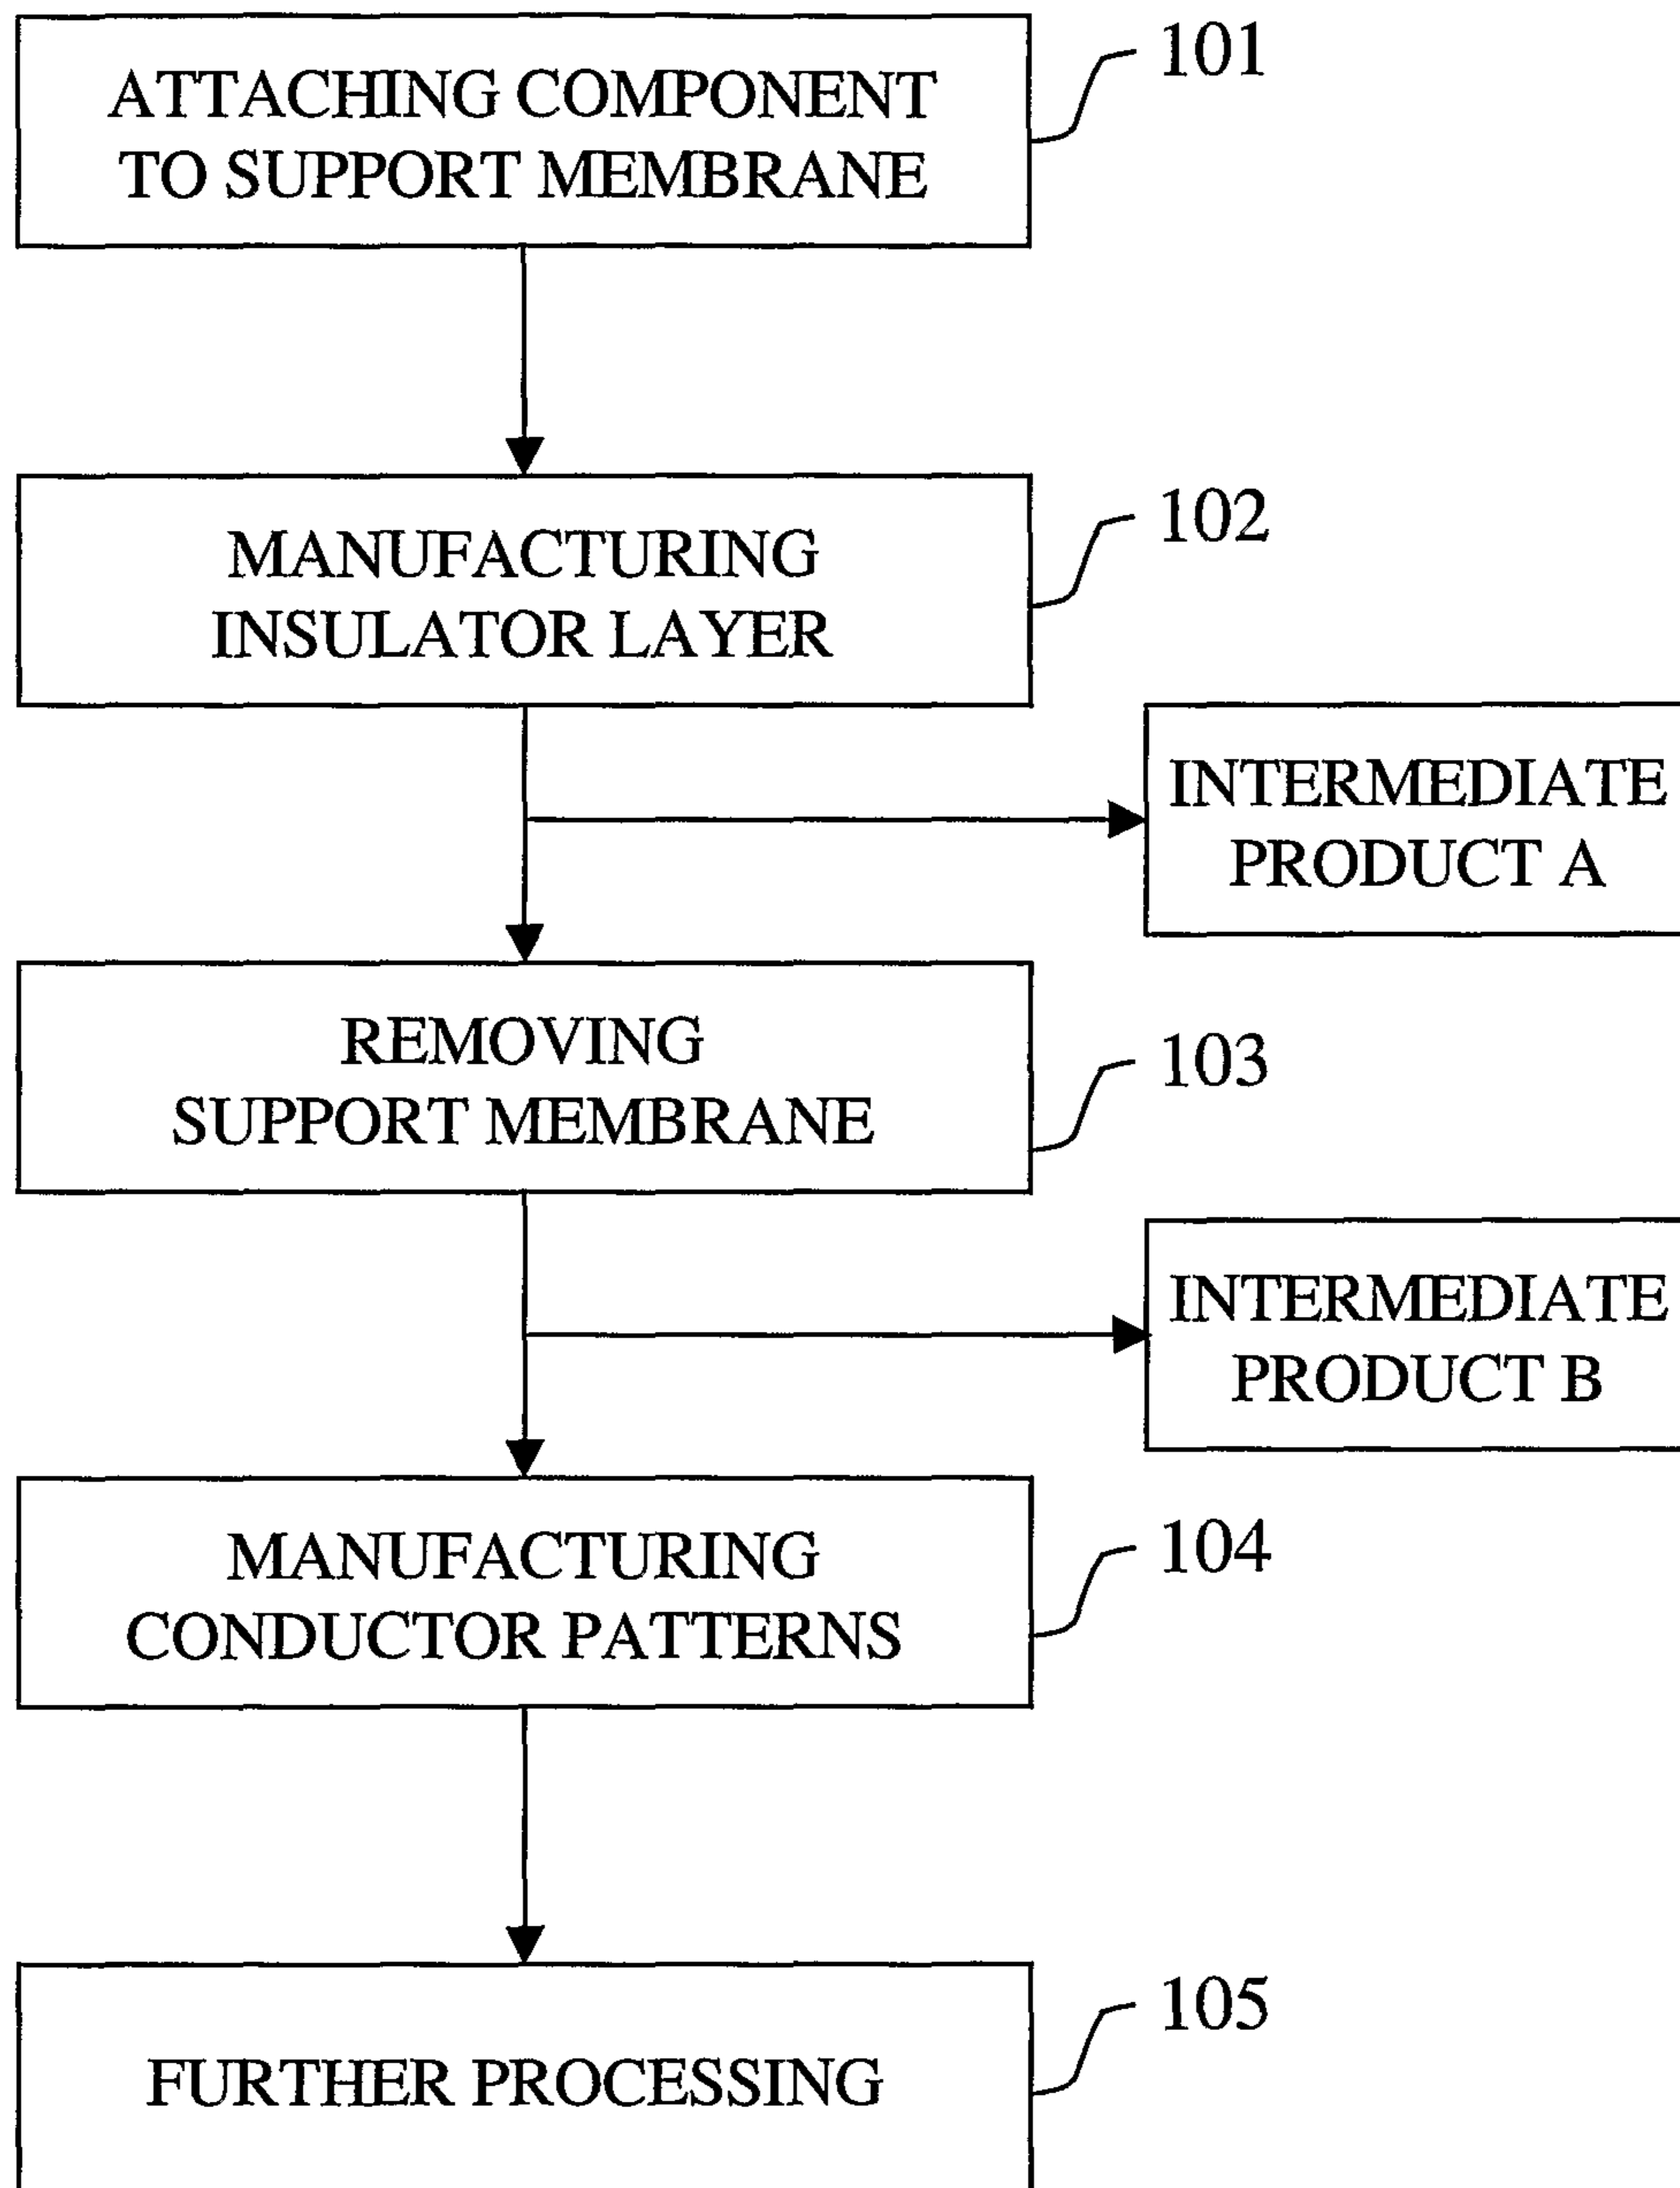 ATTACHING COMPONENT
TO SUPPORT MEMBRANE
101
MANUFACTURING
INSULATOR LAYER
102
INTERMEDIATE
PRODUCT A
REMOVING
SUPPORT MEMBRANE
103
INTERMEDIATE
PRODUCT B
MANUFACTURING
CONDUCTOR PATTERNS
104
FURTHER PROCESSING
105